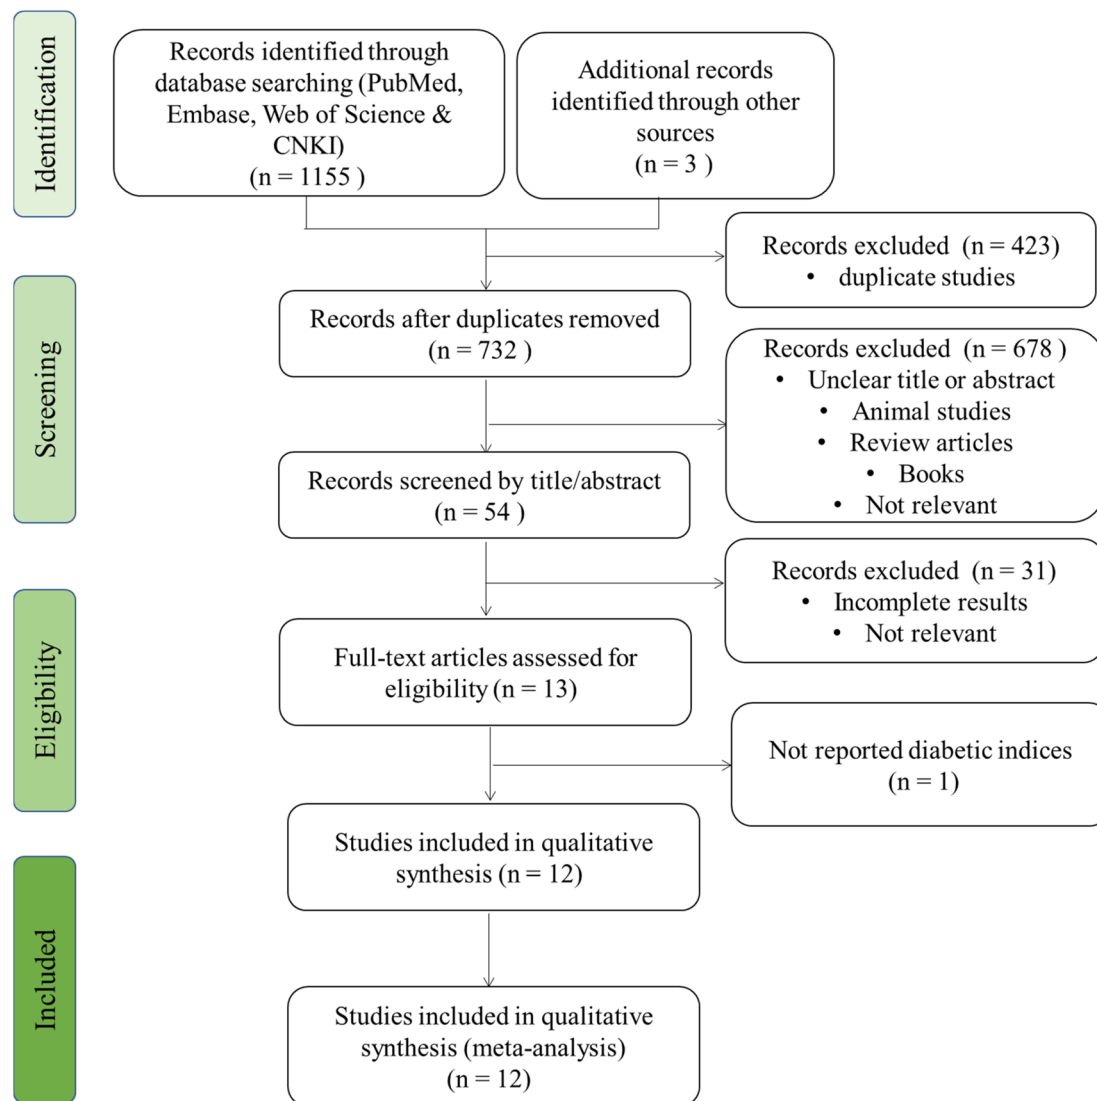 Identification
Records identified through
database searching (PubMed,
Embase, Web of Science &
CNKI)
(n = 1155 )
Additional records
identified through other
sources
(n = 3 )
Records excluded (n = 423)
• duplicate studies
Screening
Records after duplicates removed
(n = 732 )
Records excluded (n = 678 )
• Unclear title or abstract
• Animal studies
• Review articles
• Books
• Not relevant
Records screened by title/abstract
(n = 54 )
Records excluded (n = 31)
• Incomplete results
• Not relevant
Eligibility
Full-text articles assessed for
eligibility (n = 13)
Not reported diabetic indices
(n = 1)
Studies included in qualitative
synthesis (n = 12)
Included
Studies included in qualitative
synthesis (meta-analysis)
(n = 12)